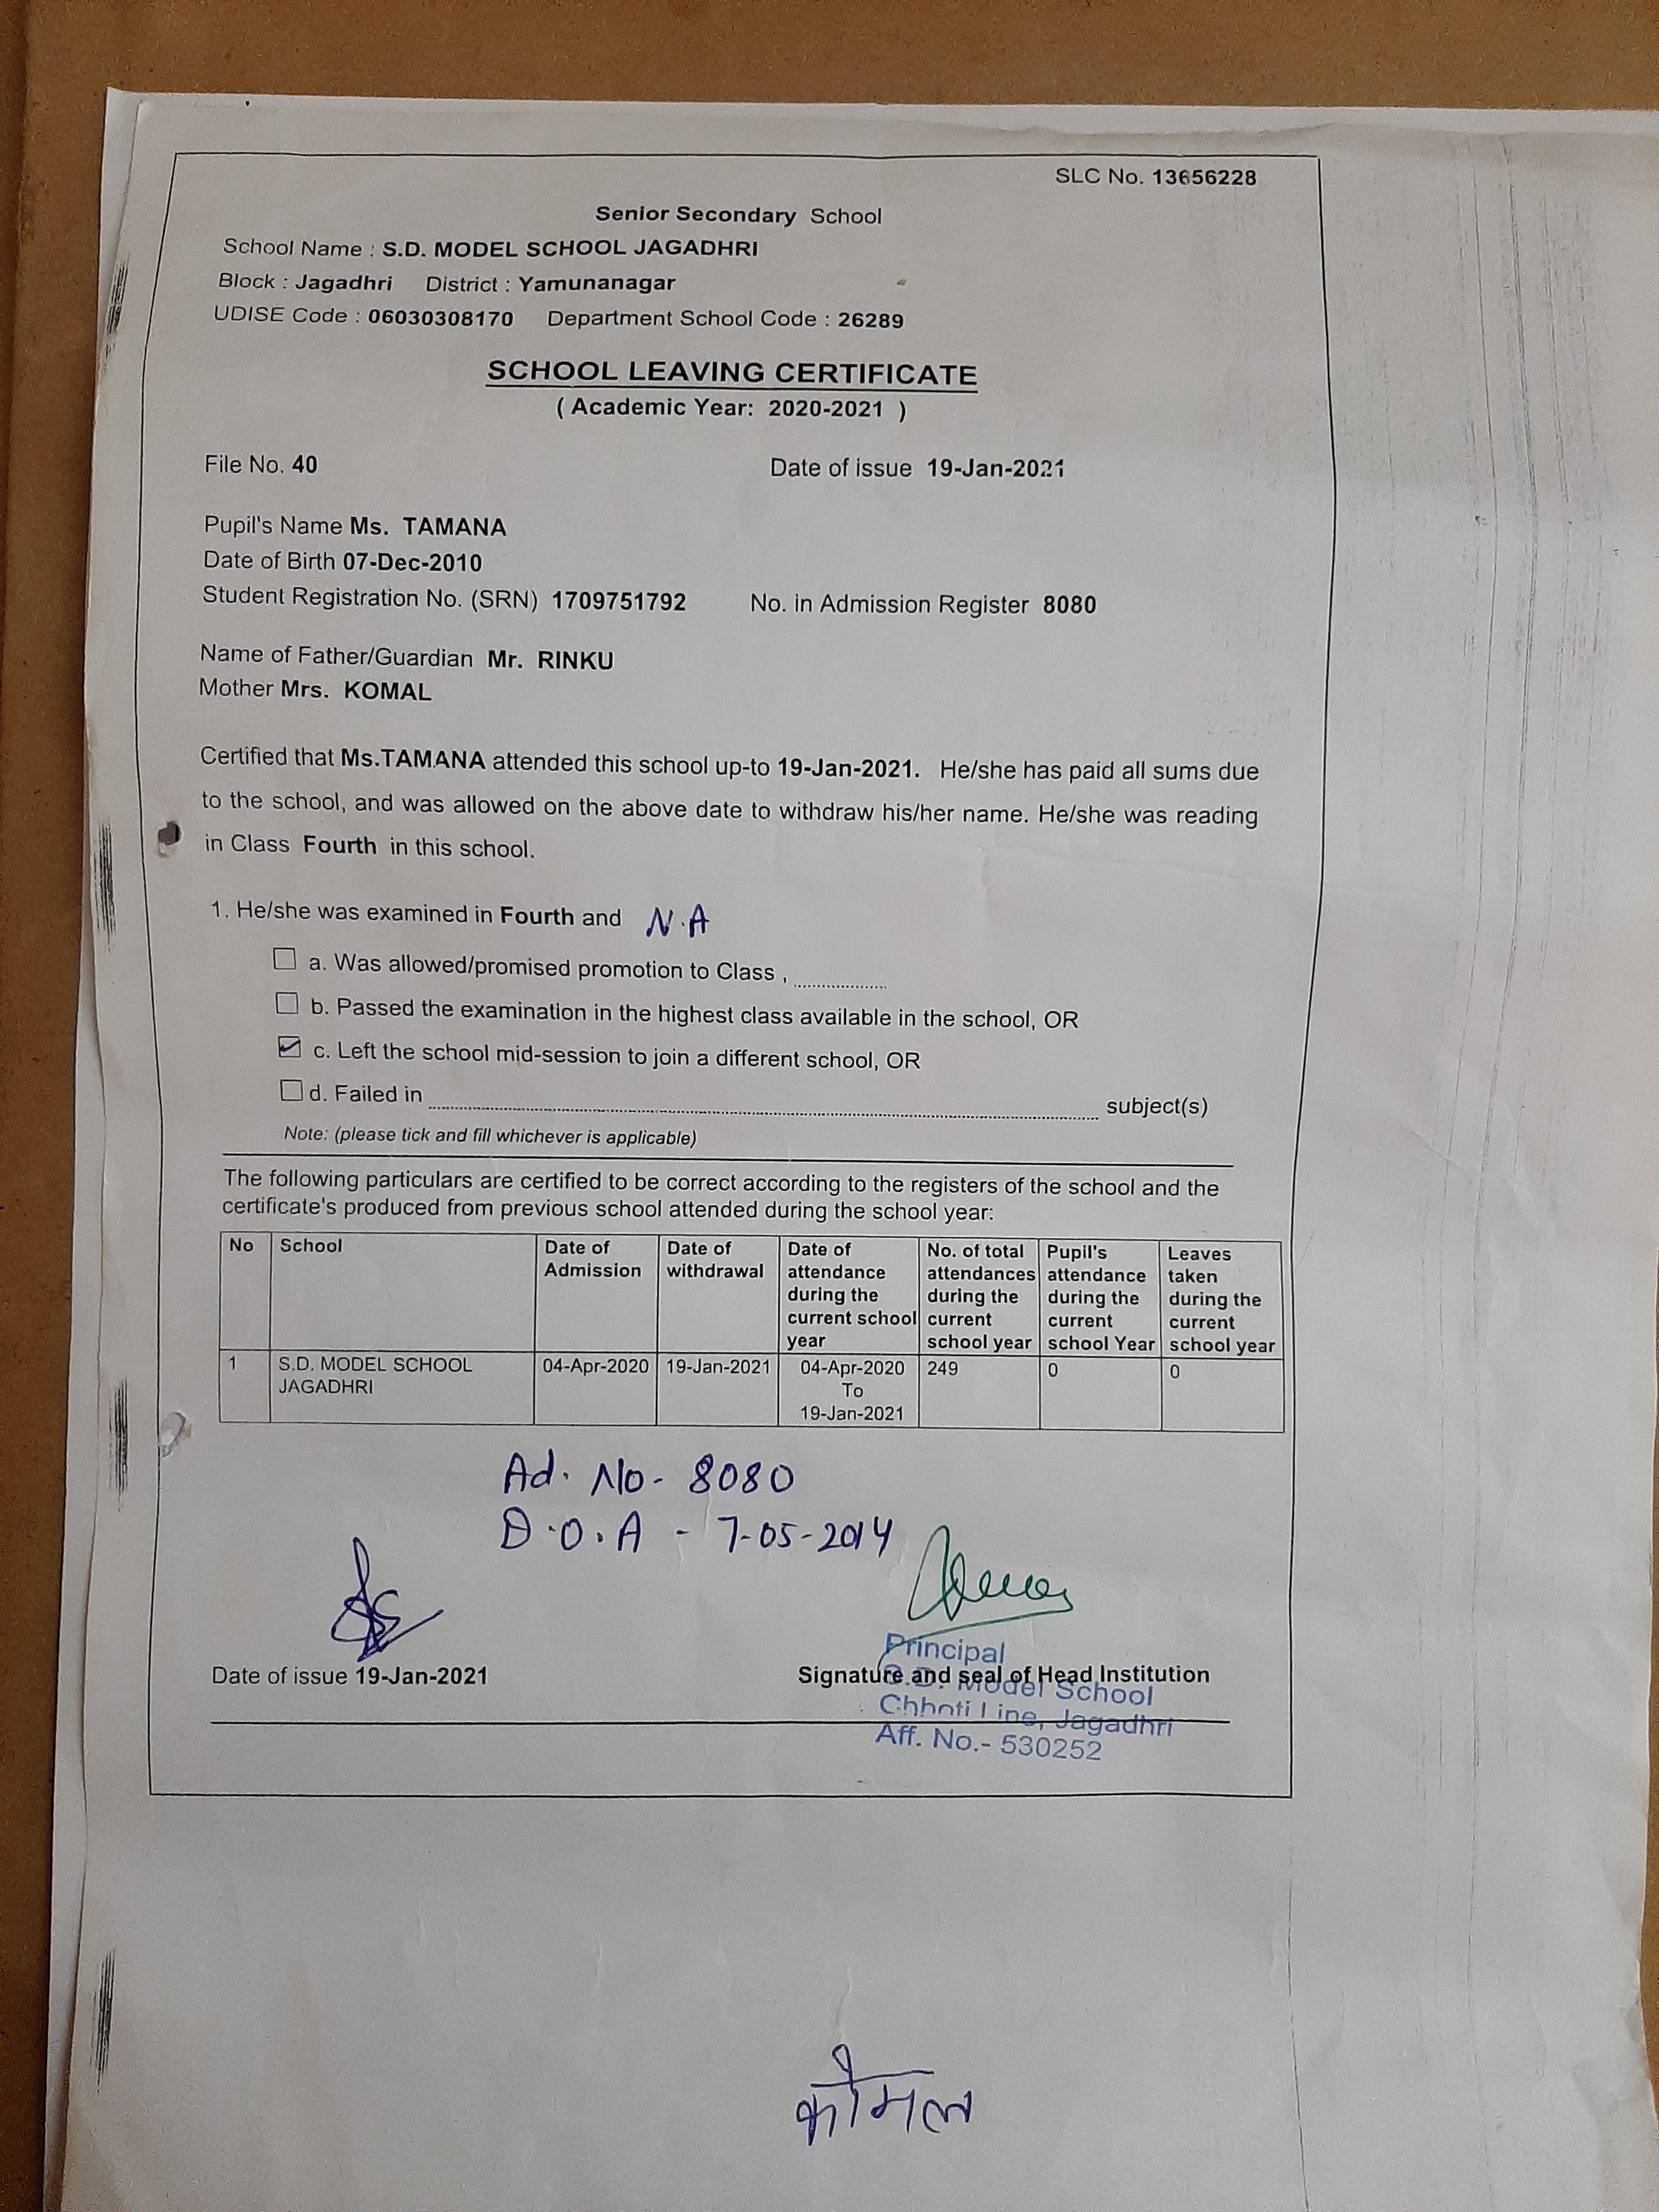 SLC No. 13656228
Senior Secondary School
School Name : S.D. MODEL SCHOOL JAGADHRI
Block : Jagadhri District : Yamunanagar
UDISE Code : 06030308170 Department School Code : 26289
SCHOOL LEAVING CERTIFICATE
( Academic Year: 2020-2021 )
File No. 40 Date of issue 19-Jan-2021
Pupil's Name Ms. TAMANA
Date of Birth 07-Dec-2010
Student Registration No. (SRN) 1709751792 No. in Admission Register 8080
Name of Father/Guardian Mr. RINKU
Mother Mrs. KOMAL
Certified that Ms.TAMANA attended this school up-to 19-Jan-2021. He/she has paid all sums due
to the school, and was allowed on the above date to withdraw his/her name. He/she was reading
in Class Fourth in this school.
1. He/she was examined in Fourth and N.A
a. Was allowed/promised promotion to Class , ..............
b. Passed the examination in the highest class available in the school, OR
c. Left the school mid-session to join a different school, OR
d. Failed in .............. subject(s)
Note: (please tick and fill whichever is applicable)
The following particulars are certified to be correct according to the registers of the school and the
certificate's produced from previous school attended during the school year:
No School Date of Admission Date of withdrawal Date of attendance during the current school year No. of total attendances during the current school year Pupil's attendance during the current school Year Leaves taken during the current school year
1 S.D. MODEL SCHOOL JAGADHRI 04-Apr-2020 19-Jan-2021 04-Apr-2020 To 19-Jan-2021 249 0 0
Ad. No - 8080
D.O.A - 7-05-2014
Date of issue 19-Jan-2021 Signature and seal of Head Institution
Principal
S.D. Model School
Chhoti Line, Jagadhri
Aff. No.- 530252
कोमल